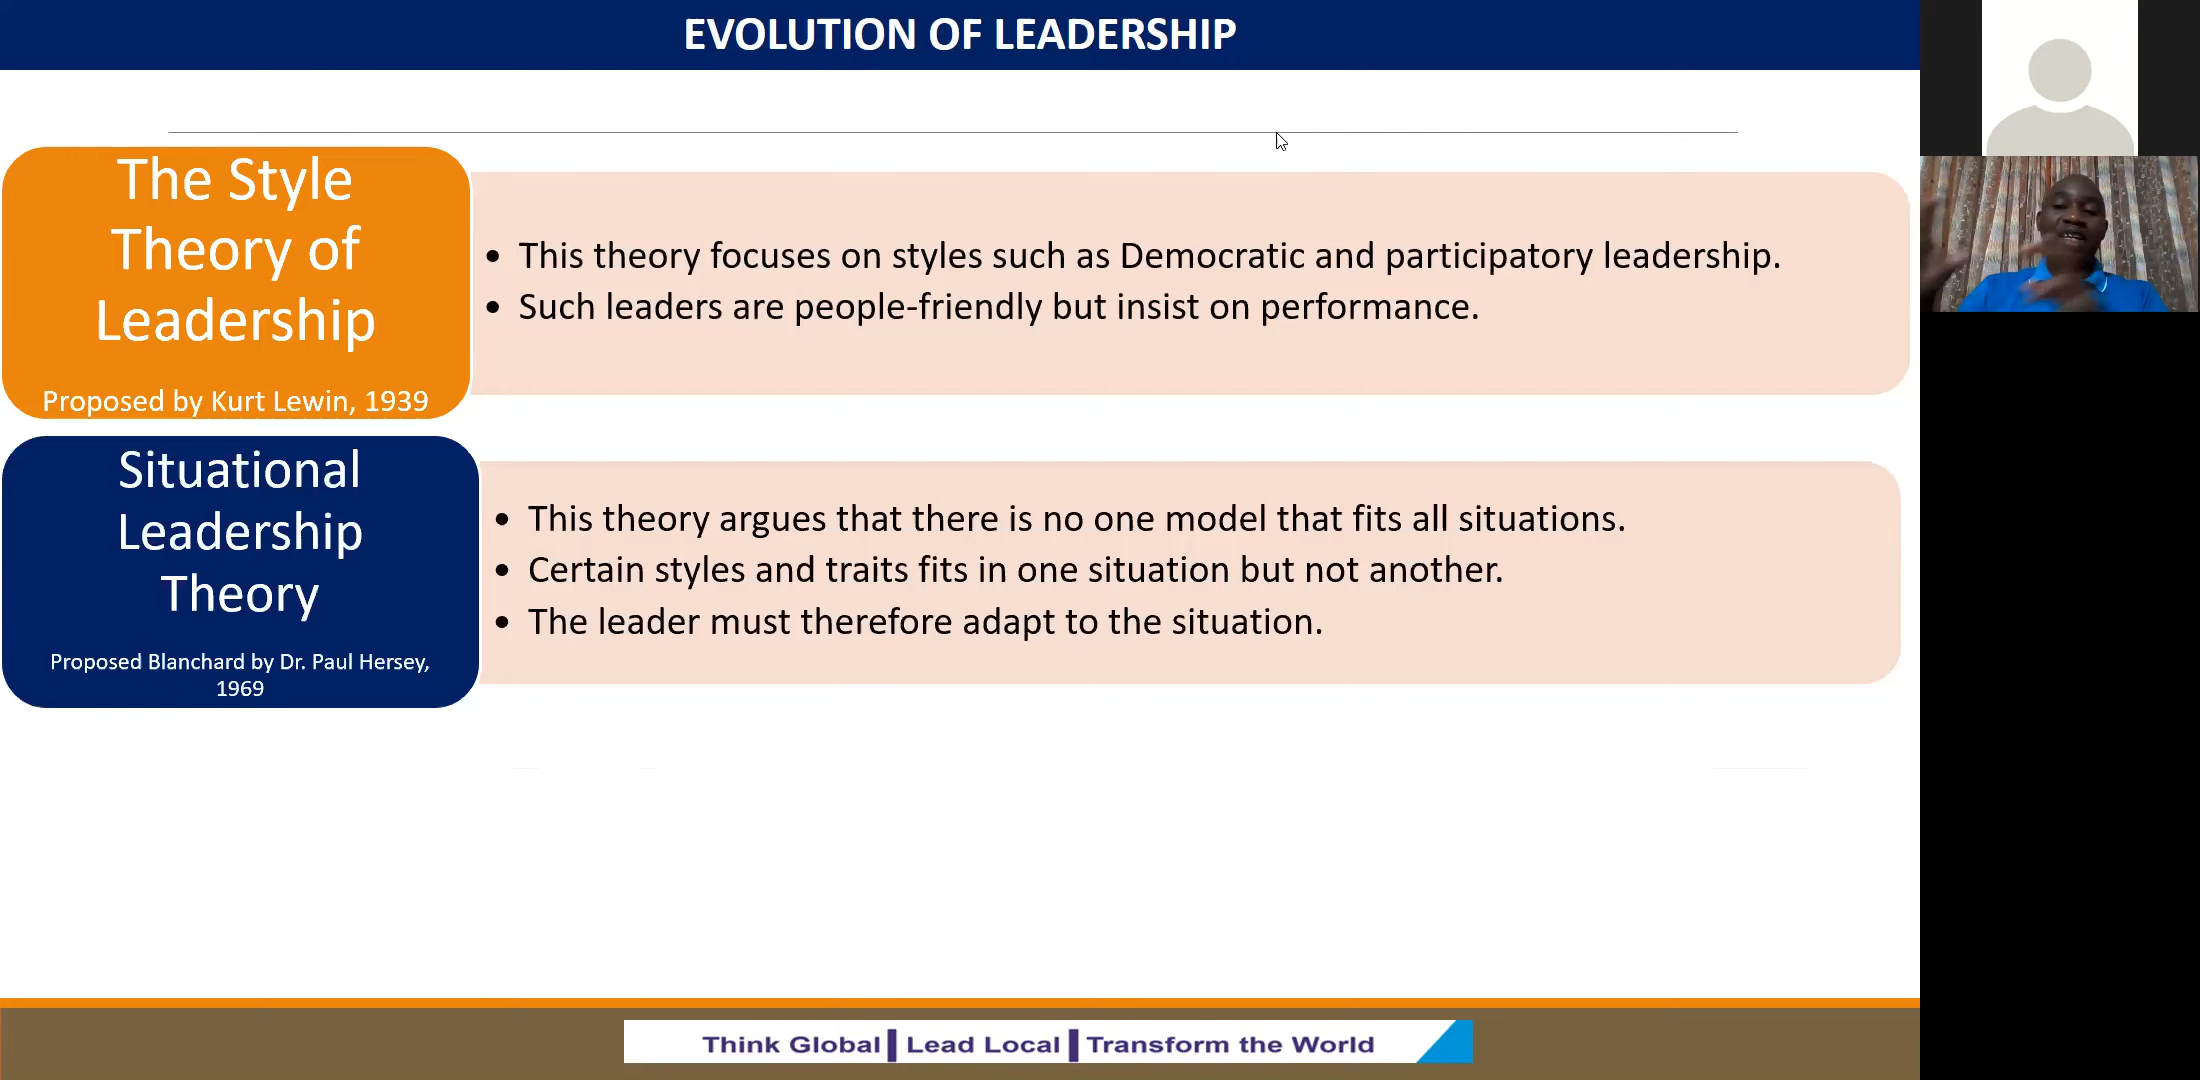 EVOLUTION OF LEADERSHIP
The Style
Theory of
Leadership
Proposed by Kurt Lewin, 1939
• This theory focuses on styles such as Democratic and participatory leadership.
• Such leaders are people-friendly but insist on performance.
Situational
Leadership
Theory
Proposed Blanchard by Dr. Paul Hersey,
1969
• This theory argues that there is no one model that fits all situations.
• Certain styles and traits fits in one situation but not another.
• The leader must therefore adapt to the situation.
Think Global | Lead Local | Transform the World